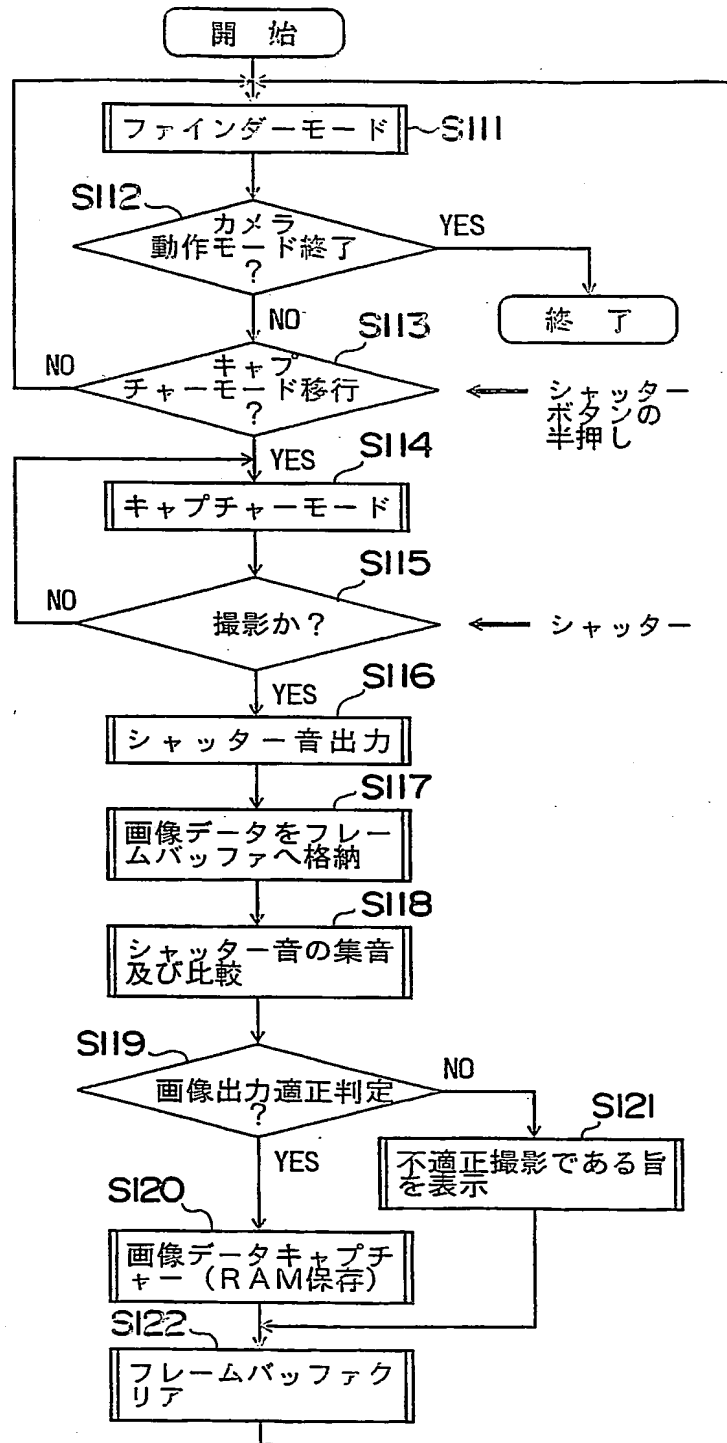 開 始
ファインダーモード
S111
S112
カメラ
動作モード終了
?
YES
終 了
NO
S113
NO
キャプ
チャーモード移行
?
シャッター
ボタンの
半押し
YES
S114
キャプチャーモード
S115
NO
撮影か?
シャッター
YES
S116
シャッター音出力
S117
画像データをフレー
ムバッファへ格納
S118
シャッター音の集音
及び比較
S119
画像出力適正判定
?
NO
YES
S121
不適正撮影である旨
を表示
S120
画像データキャプチ
ャー(RAM保存)
S122
フレームバッファク
リア